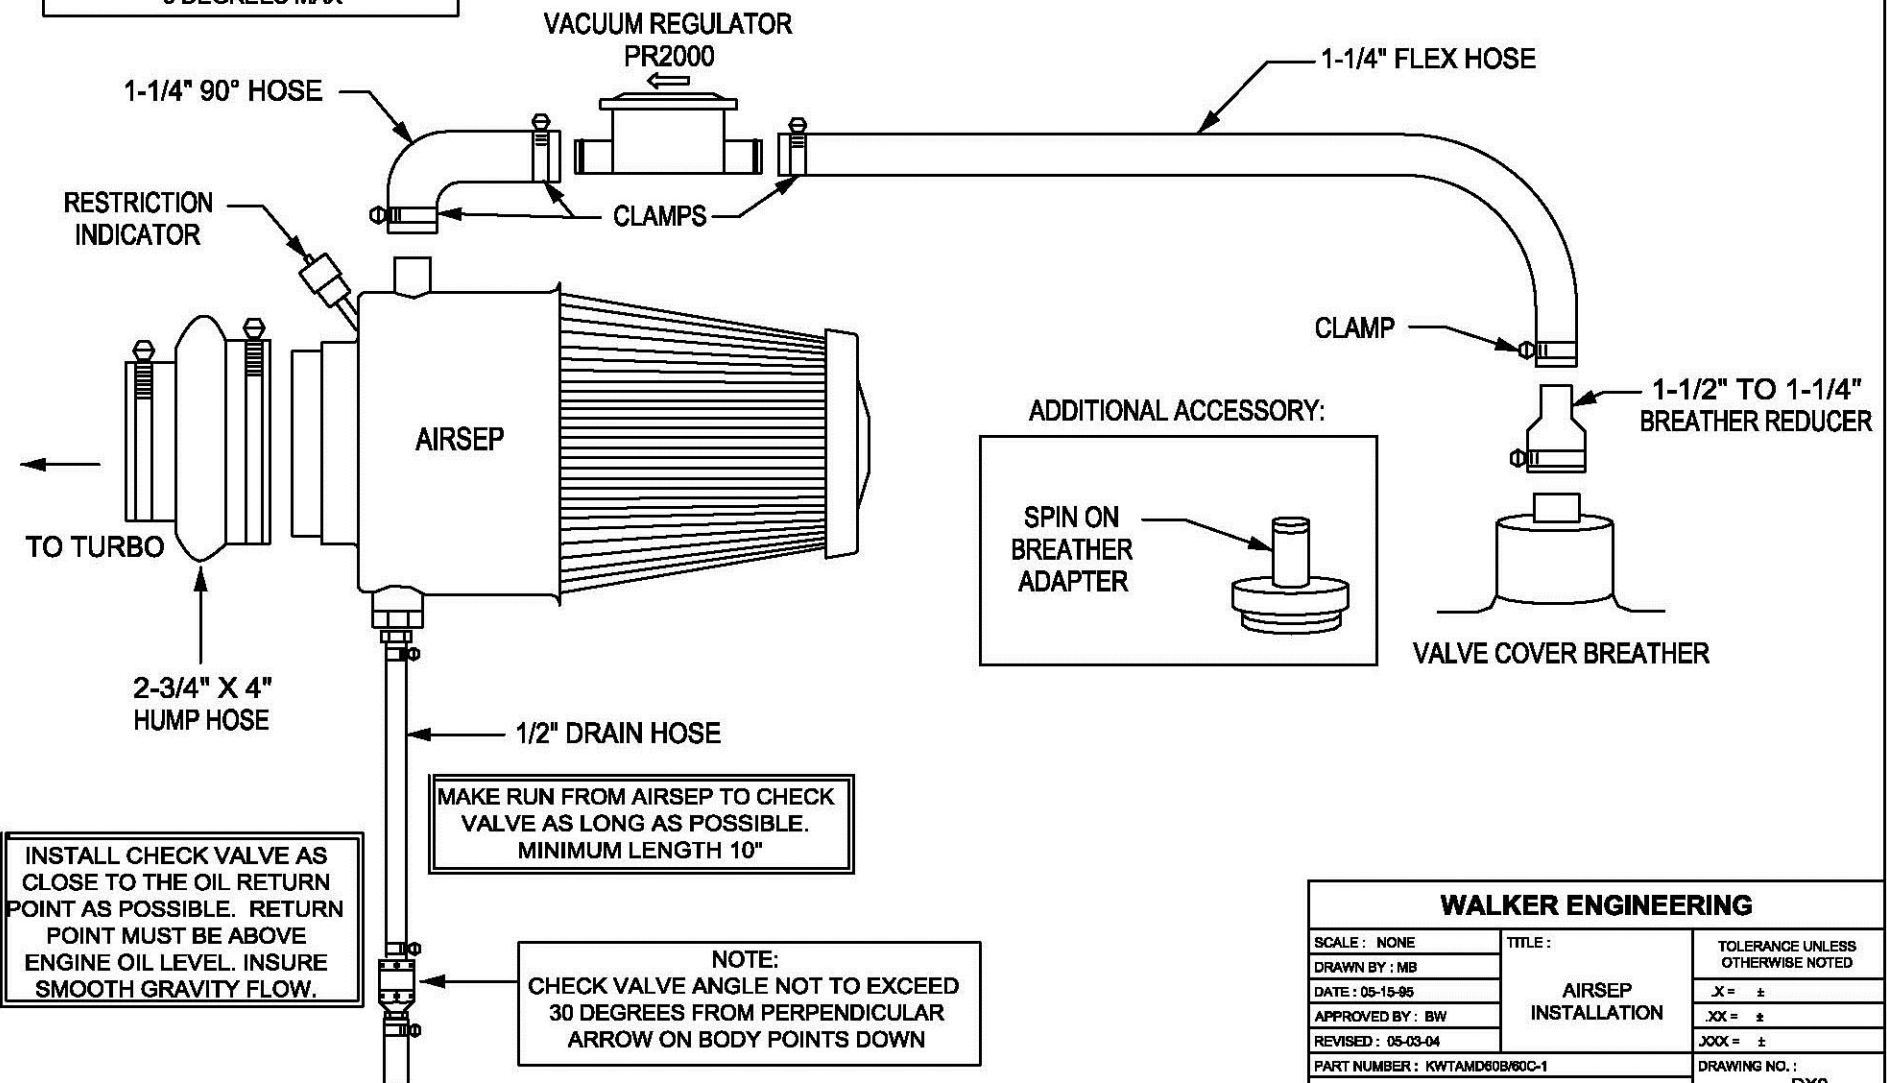 VACUUM REGULATOR
PR2000
1-1/4" FLEX HOSE
1-1/4" 90° HOSE
RESTRICTION
INDICATOR
CLAMPS
CLAMP
1-1/2" TO 1-1/4"
BREATHER REDUCER
ADDITIONAL ACCESSORY:
AIRSEP
SPIN ON
BREATHER
ADAPTER
TO TURBO
VALVE COVER BREATHER
2-3/4" X 4"
HUMP HOSE
1/2" DRAIN HOSE
MAKE RUN FROM AIRSEP TO CHECK
VALVE AS LONG AS POSSIBLE.
MINIMUM LENGTH 10"
INSTALL CHECK VALVE AS
CLOSE TO THE OIL RETURN
POINT AS POSSIBLE. RETURN
POINT MUST BE ABOVE
ENGINE OIL LEVEL. INSURE
SMOOTH GRAVITY FLOW.
NOTE:
CHECK VALVE ANGLE NOT TO EXCEED
30 DEGREES FROM PERPENDICULAR
ARROW ON BODY POINTS DOWN
WALKER ENGINEERING
SCALE : NONE
DRAWN BY : MB
DATE : 05-15-95
APPROVED BY : BW
REVISED : 05-03-04
TITLE :
AIRSEP
INSTALLATION
TOLERANCE UNLESS
OTHERWISE NOTED
.X = ±
.XX = ±
.XXX = ±
PART NUMBER : KWTAMD60B/60C-1
DRAWING NO. :